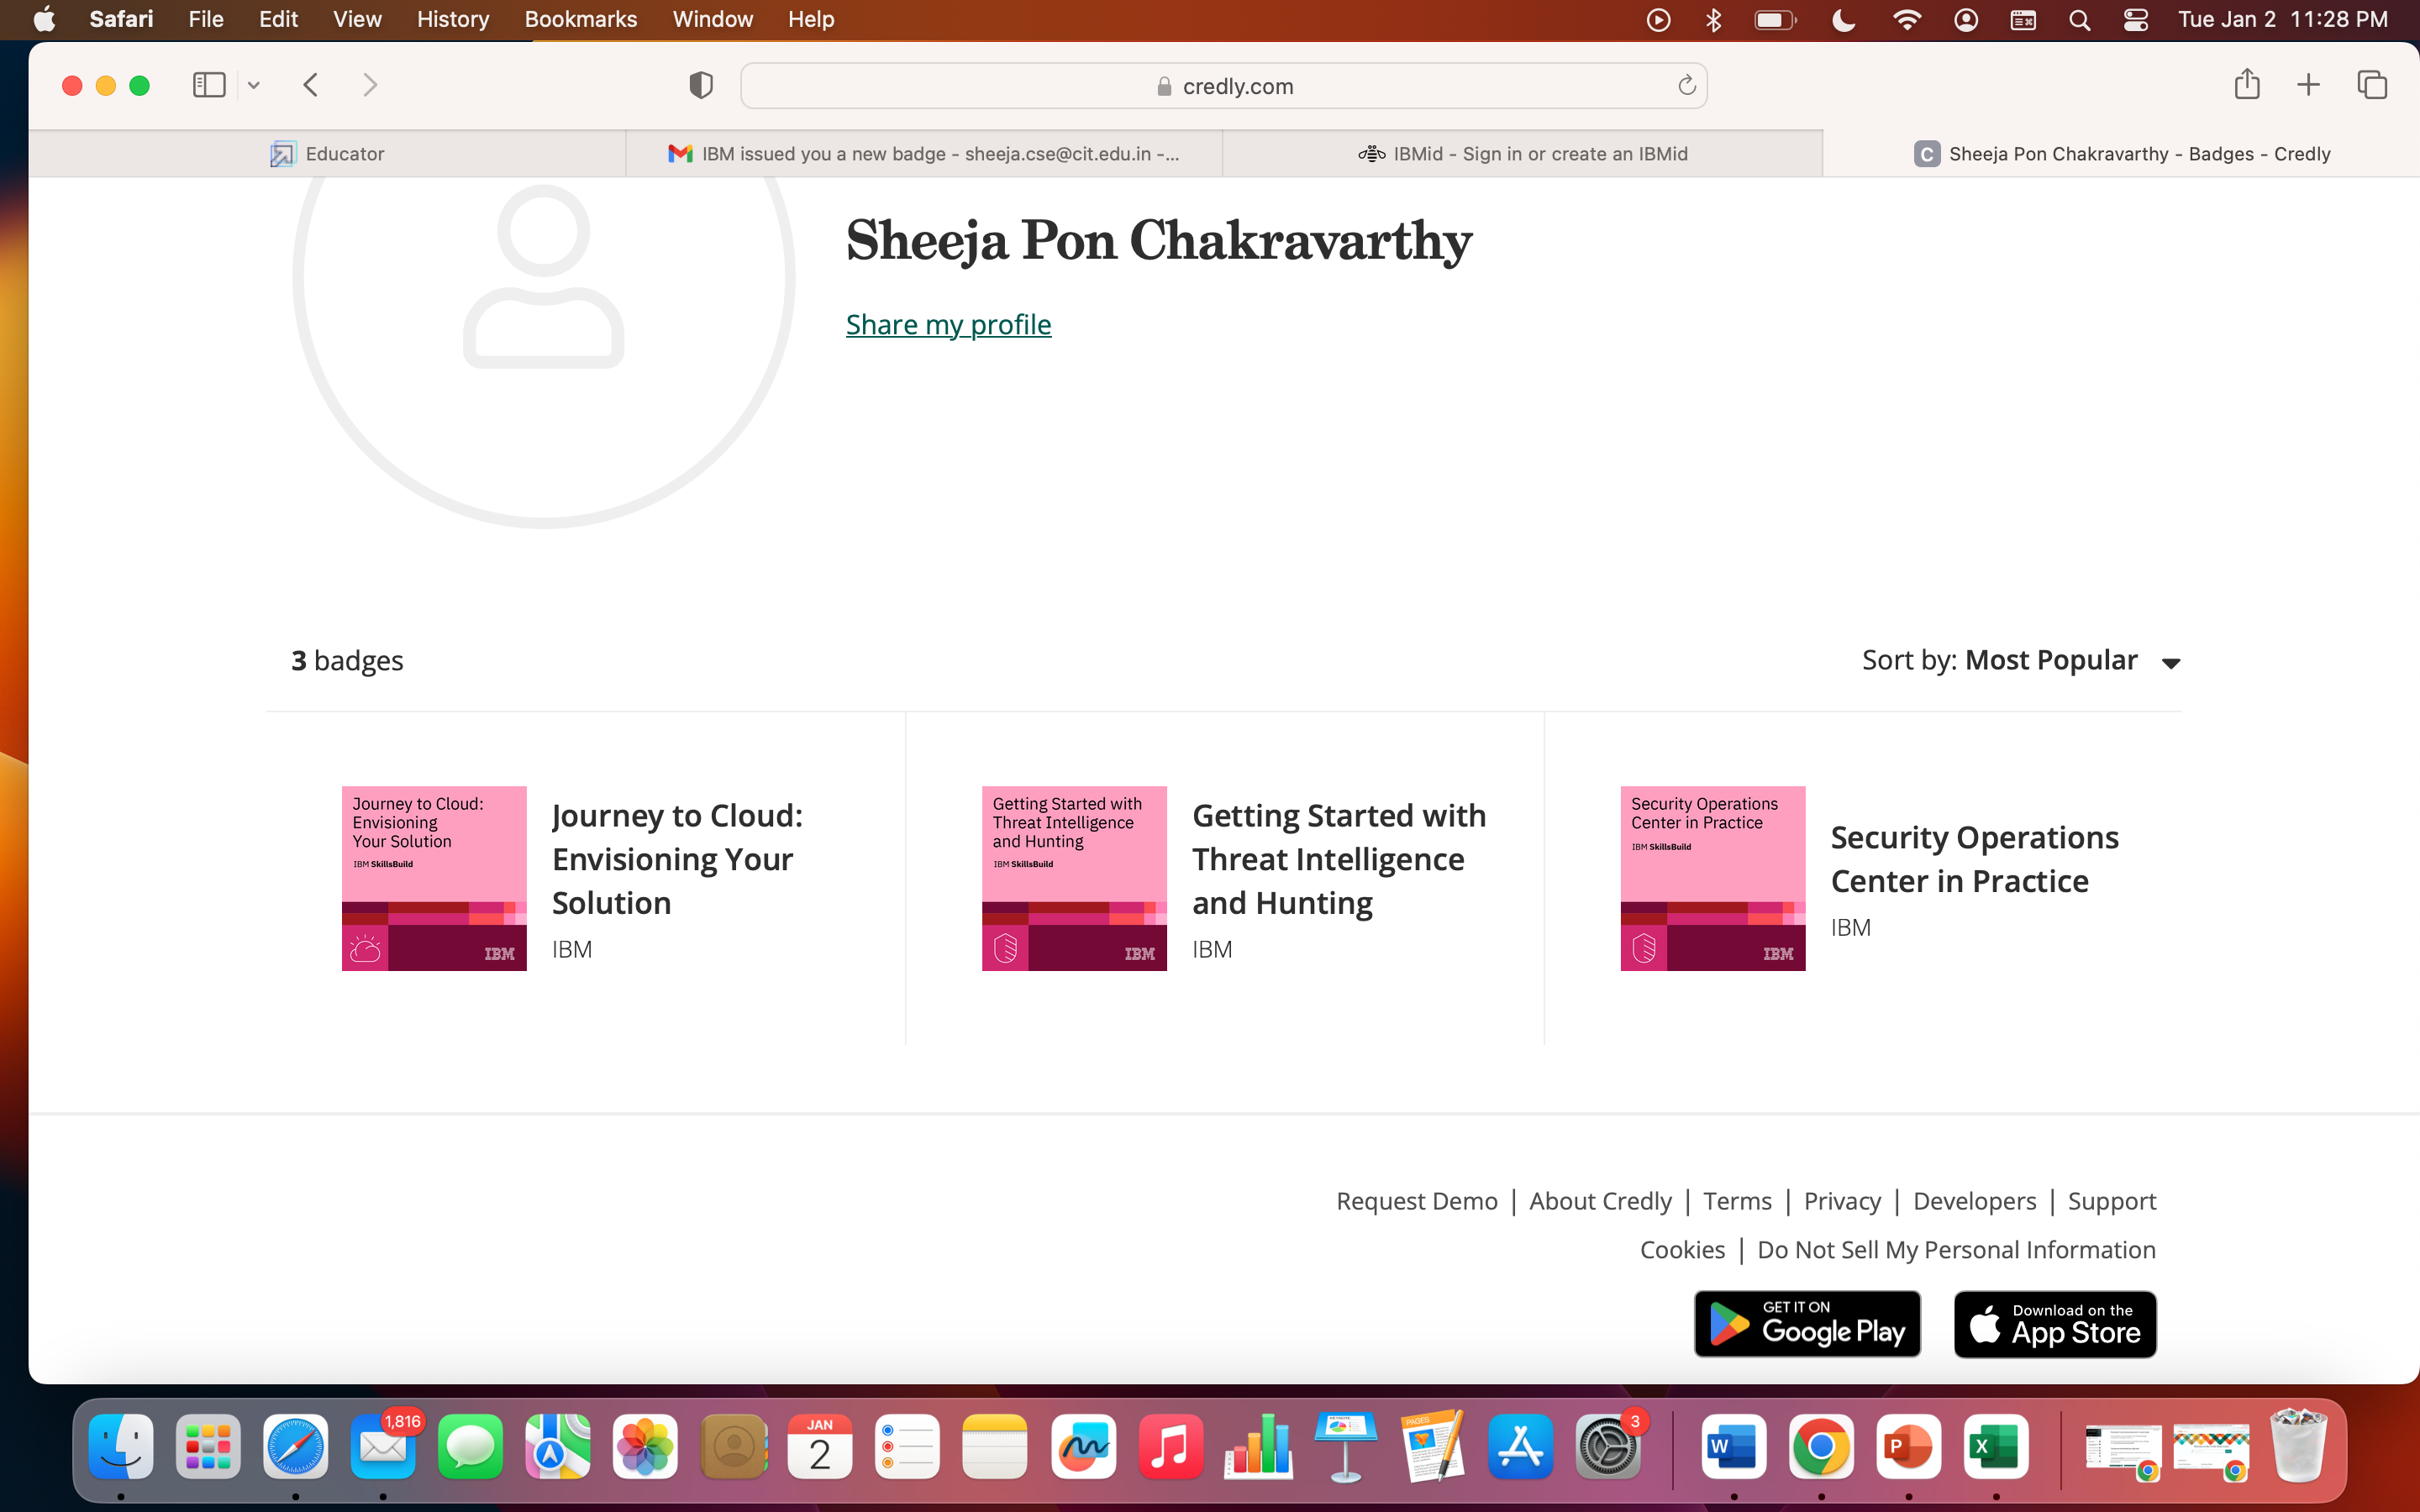 Safari File Edit View History Bookmarks Window Help Tue Jan 2 11:28 PM
credly.com
Educator
IBM issued you a new badge - sheeja.cse@cit.edu.in -...
IBMid - Sign in or create an IBMid
C Sheeja Pon Chakravarthy - Badges - Credly
Sheeja Pon Chakravarthy
Share my profile
3 badges
Sort by: Most Popular
Journey to Cloud:
Envisioning
Your Solution
IBM SkillsBuild
IBM
Journey to Cloud:
Envisioning Your
Solution
IBM
Getting Started with
Threat Intelligence
and Hunting
IBM SkillsBuild
IBM
Getting Started with
Threat Intelligence
and Hunting
IBM
Security Operations
Center in Practice
IBM SkillsBuild
IBM
Security Operations
Center in Practice
IBM
Request Demo | About Credly | Terms | Privacy | Developers | Support
Cookies | Do Not Sell My Personal Information
GET IT ON
Google Play
Download on the
App Store
1,816
JAN
2
PAGES
3
W
P
X